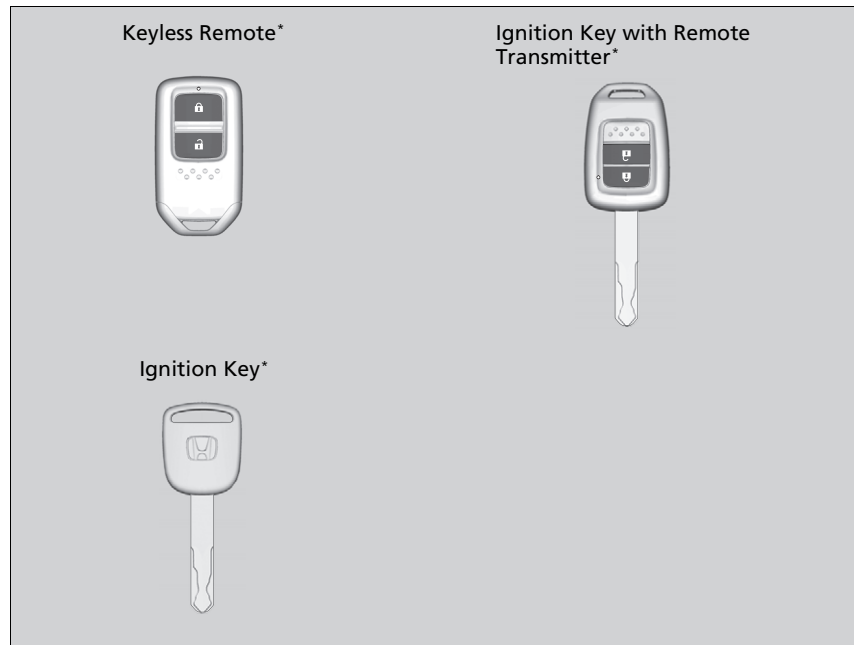 Keyless Remote*
Ignition Key with Remote
Transmitter*
Ignition Key*